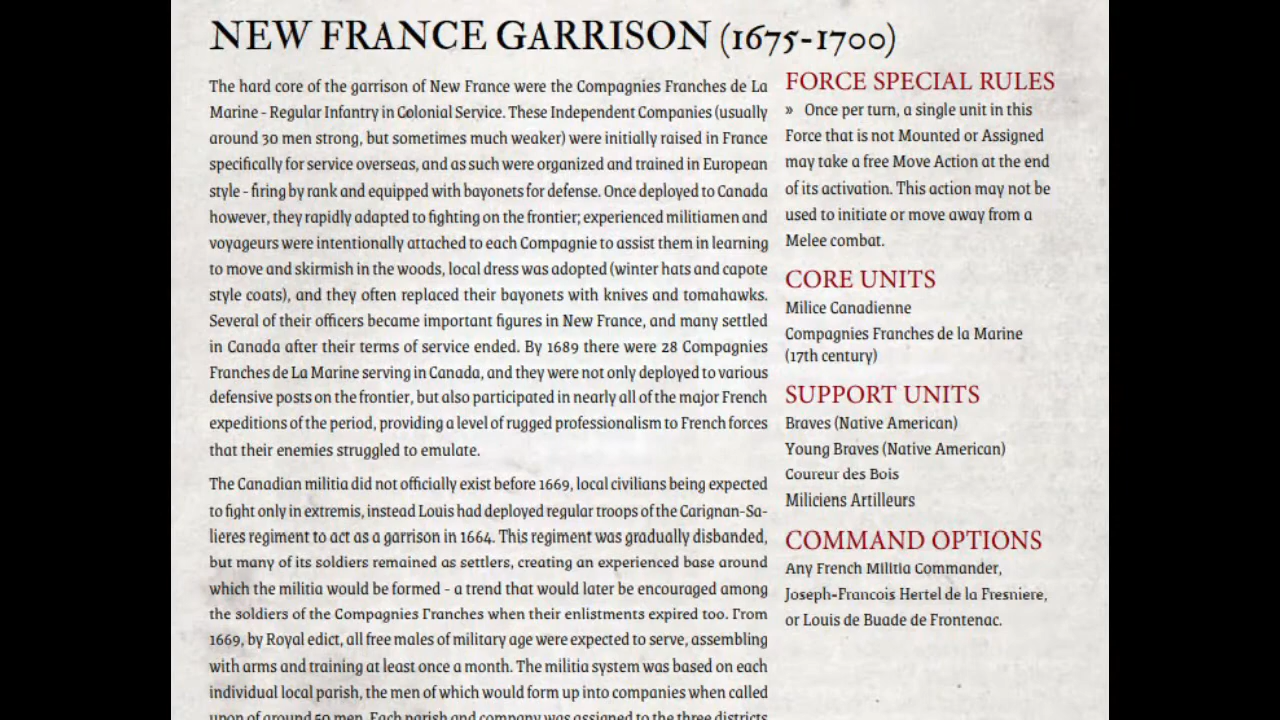 NEW FRANCE GARRISON (1675-1700)
The hard core of the garrison of New France were the Compagnies Franches de La
Marine - Regular Infantry in Colonial Service. These Independent Companies (usually
around 30 men strong, but sometimes much weaker) were initially raised in France
specifically for service overseas, and as such were organized and trained in European
style - firing by rank and equipped with bayonets for defense. Once deployed to Canada
however, they rapidly adapted to fighting on the frontier; experienced militiamen and
voyageurs were intentionally attached to each Compagnie to assist them in learning
to move and skirmish in the woods, local dress was adopted (winter hats and capote
style coats), and they often replaced their bayonets with knives and tomahawks.
Several of their officers became important figures in New France, and many settled
in Canada after their terms of service ended. By 1689 there were 28 Compagnies
Franches de La Marine serving in Canada, and they were not only deployed to various
defensive posts on the frontier, but also participated in nearly all of the major French
expeditions of the period, providing a level of rugged professionalism to French forces
that their enemies struggled to emulate.
The Canadian militia did not officially exist before 1669, local civilians being expected
to fight only in extremis, instead Louis had deployed regular troops of the Carignan-Sa-
lieres regiment to act as a garrison in 1664. This regiment was gradually disbanded,
but many of its soldiers remained as settlers, creating an experienced base around
which the militia would be formed - a trend that would later be encouraged among
the soldiers of the Compagnies Franches when their enlistments expired too. From
1669, by Royal edict, all free males of military age were expected to serve, assembling
with arms and training at least once a month. The militia system was based on each
individual local parish, the men of which would form up into companies when called
upon of around 50 men. Each parish and company was assigned to the three districts
FORCE SPECIAL RULES
» Once per turn, a single unit in this
Force that is not Mounted or Assigned
may take a free Move Action at the end
of its activation. This action may not be
used to initiate or move away from a
Melee combat.
CORE UNITS
Milice Canadienne
Compagnies Franches de la Marine
(17th century)
SUPPORT UNITS
Braves (Native American)
Young Braves (Native American)
Coureur des Bois
Miliciens Artilleurs
COMMAND OPTIONS
Any French Militia Commander,
Joseph-Francois Hertel de la Fresniere,
or Louis de Buade de Frontenac.